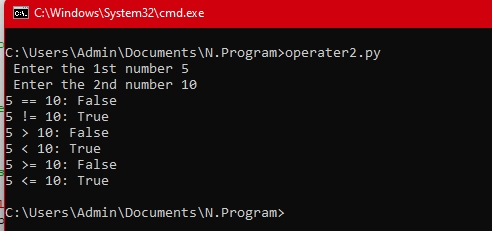 C:\Windows\System32\cmd.exe
C:\Users\Admin\Documents\N.Program>operater2.py
Enter the 1st number 5
Enter the 2nd number 10
5 == 10: False
5 != 10: True
5 > 10: False
5 < 10: True
5 >= 10: False
5 <= 10: True
C:\Users\Admin\Documents\N.Program>